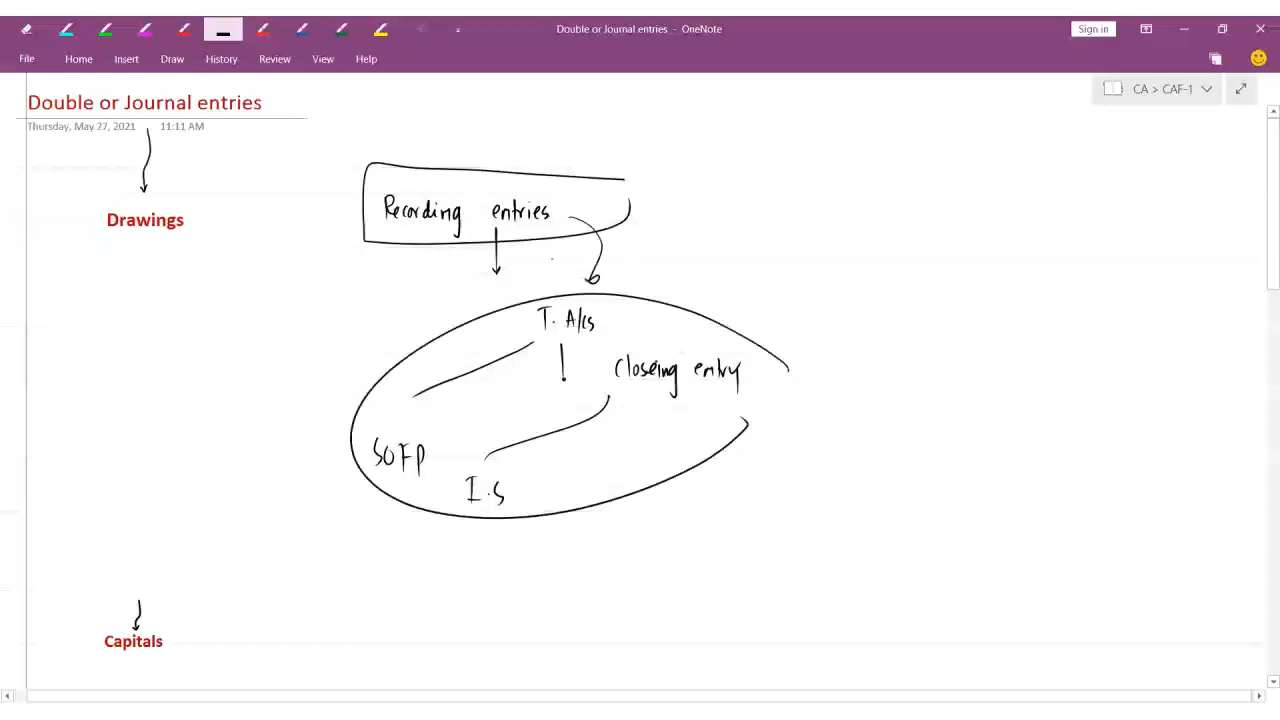 Double or Journal entries - OneNote
Sign in
File Home Insert Draw History Review View Help
CA > CAF-1
Double or Journal entries
Thursday, May 27, 2021 11:11 AM
Drawings
Recording entries
T. A/cs
Closeing entry
SOFP
I.S
Capitals